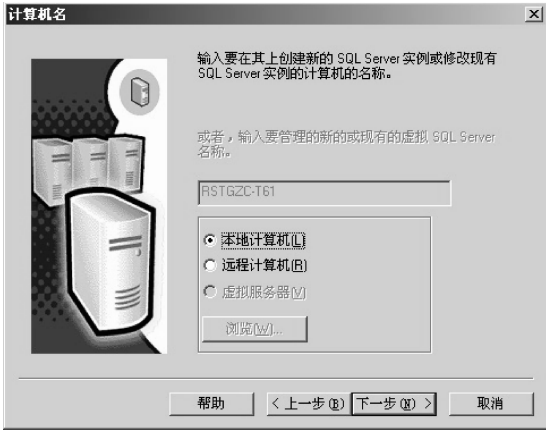 计算机名
输入要在其上创建新的 SQL Server 实例或修改现有
SQL Server 实例的计算机的名称。
或者，输入要管理的新的或现有的虚拟 SQL Server
名称。
RSTGZC-T61
本地计算机(L)
远程计算机(R)
虚拟服务器(V)
浏览(W)...
帮助
< 上一步(B)
下一步(N) >
取消